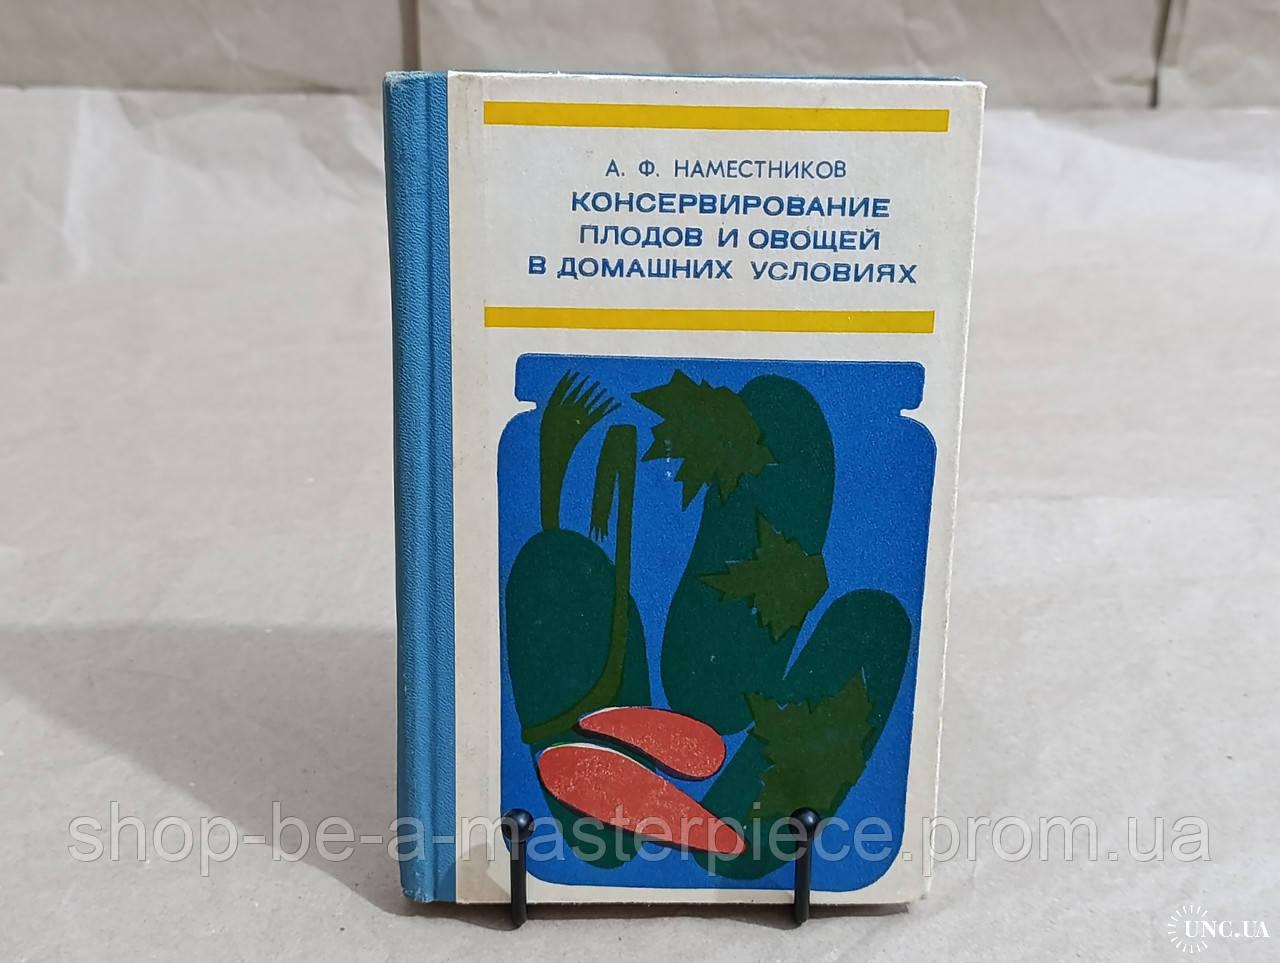 А. Ф. НАМЕСТНИКОВ
КОНСЕРВИРОВАНИЕ
ПЛОДОВ И ОВОЩЕЙ
В ДОМАШНИХ УСЛОВИЯХ
shop-be-a-masterpiece.prom.ua
UNC.UA